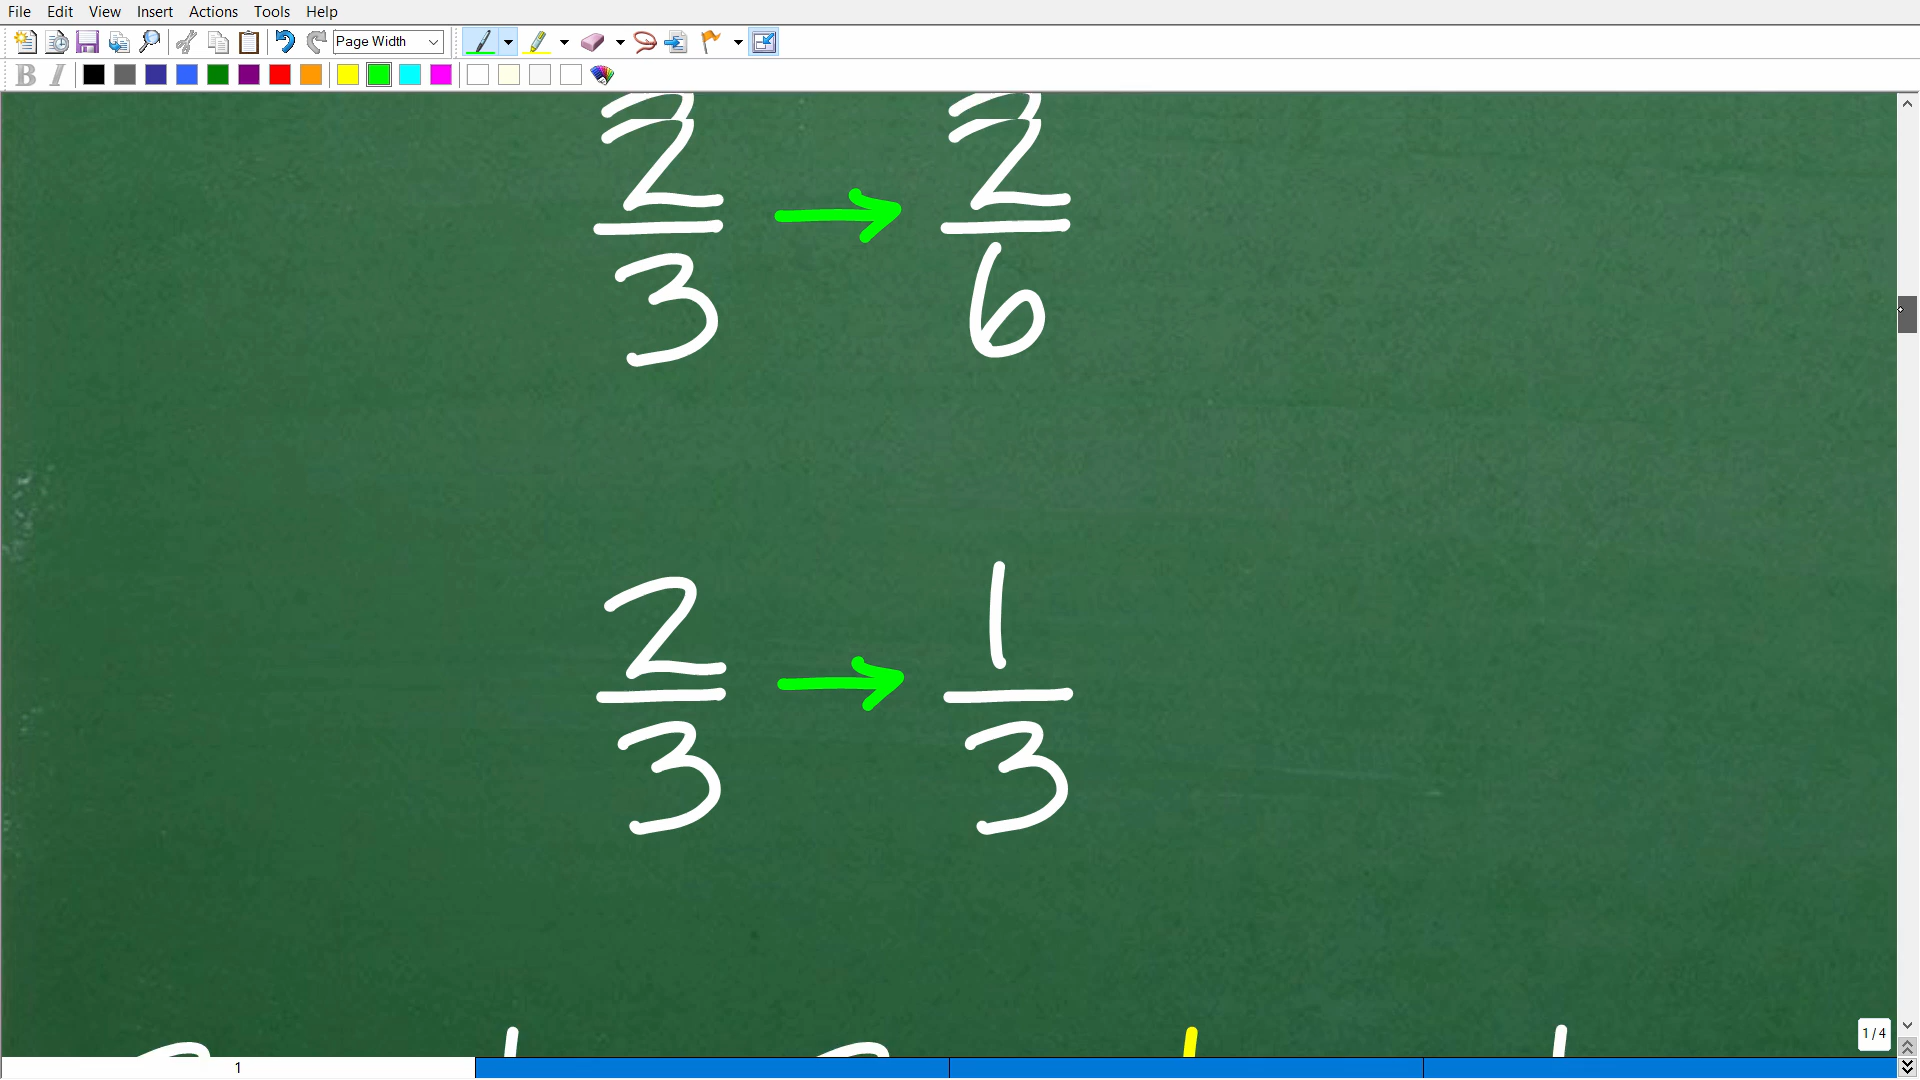 File Edit View Insert Actions Tools Help
Page Width
B I
2/3 → 2/6
2/3 → 1/3
1/4
1